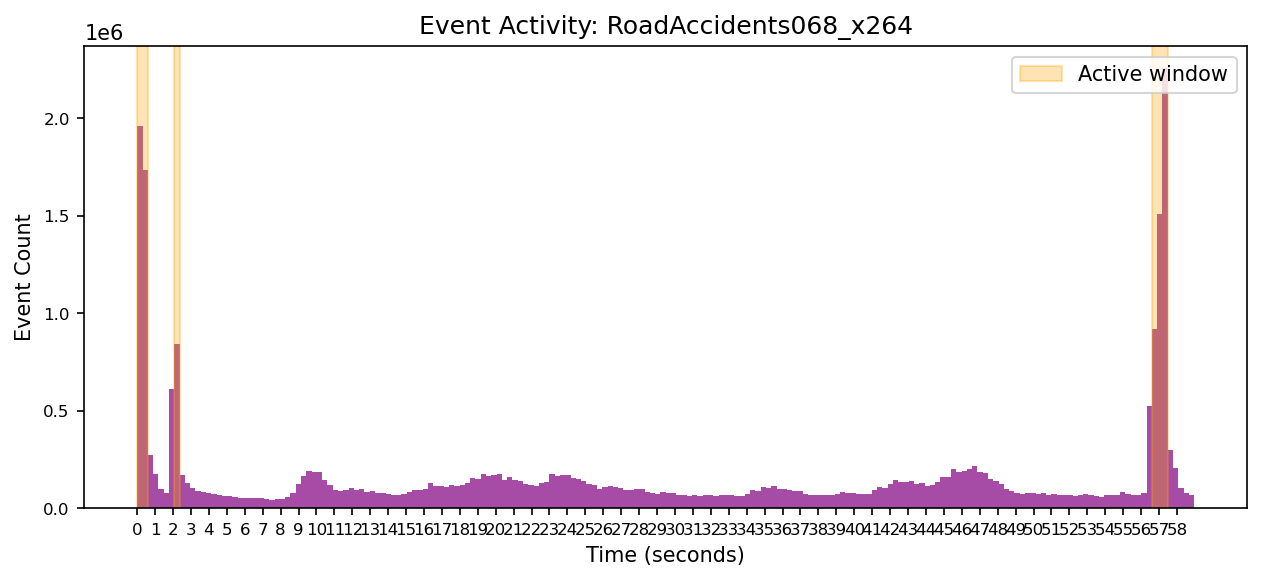 Event Activity: RoadAccidents068_x264
1e6
Active window
2.0
1.5
1.0
0.5
0.0
Event Count
0 1 2 3 4 5 6 7 8 9 10 11 12 13 14 15 16 17 18 19 20 21 22 23 24 25 26 27 28 29 30 31 32 33 34 35 36 37 38 39 40 41 42 43 44 45 46 47 48 49 50 51 52 53 54 55 56 57 58
Time (seconds)